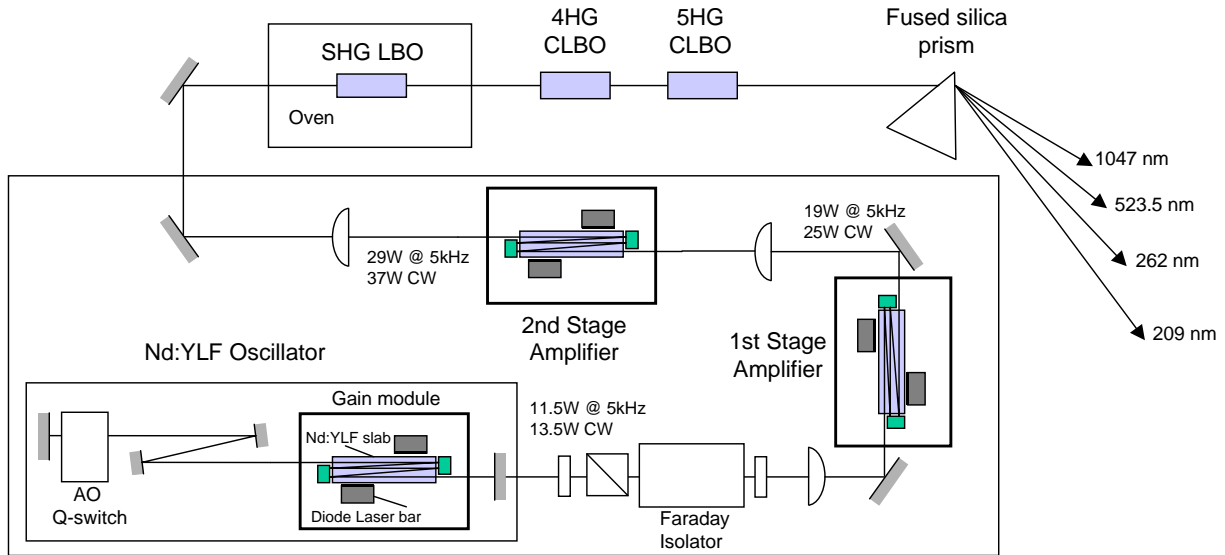 4HG
CLBO
5HG
CLBO
Fused silica
prism
SHG LBO
Oven
1047 nm
523.5 nm
262 nm
209 nm
29W @ 5kHz
37W CW
19W @ 5kHz
25W CW
2nd Stage
Amplifier
1st Stage
Amplifier
Nd:YLF Oscillator
Gain module
Nd:YLF slab
11.5W @ 5kHz
13.5W CW
AO
Q-switch
Diode Laser bar
Faraday
Isolator